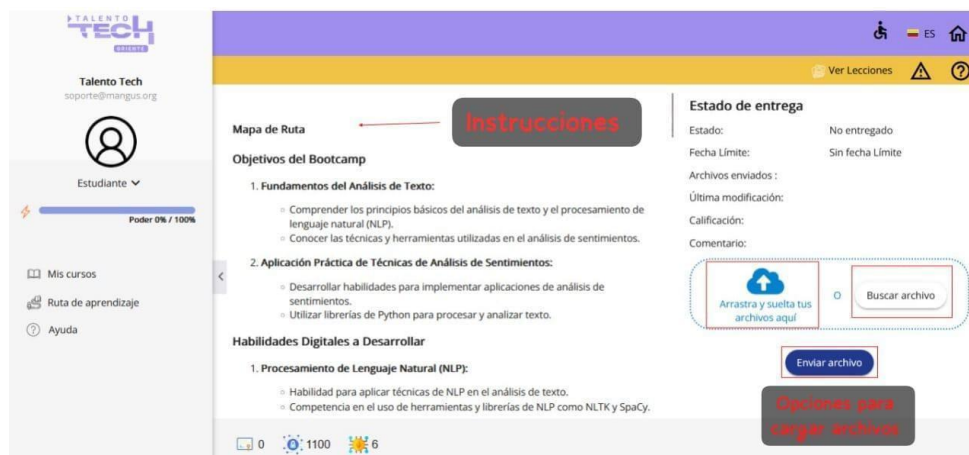 TALENTO
TECH
ORIENTE
Talento Tech
soporte@mangus.org
Estudiante
Poder 0% / 100%
Mis cursos
Ruta de aprendizaje
Ayuda
ES
Ver Lecciones
Mapa de Ruta
Instrucciones
Objetivos del Bootcamp
1. Fundamentos del Análisis de Texto:
Comprender los principios básicos del análisis de texto y el procesamiento de
lenguaje natural (NLP).
Conocer las técnicas y herramientas utilizadas en el análisis de sentimientos.
2. Aplicación Práctica de Técnicas de Análisis de Sentimientos:
Desarrollar habilidades para implementar aplicaciones de análisis de
sentimientos.
Utilizar librerías de Python para procesar y analizar texto.
Habilidades Digitales a Desarrollar
1. Procesamiento de Lenguaje Natural (NLP):
Habilidad para aplicar técnicas de NLP en el análisis de texto.
Competencia en el uso de herramientas y librerías de NLP como NLTK y SpaCy.
0 1100 6
Estado de entrega
Estado: No entregado
Fecha Límite: Sin fecha Límite
Archivos enviados :
Última modificación:
Calificación:
Comentario:
Arrastra y suelta tus
archivos aquí
O
Buscar archivo
Enviar archivo
Opciones para
cargar archivos